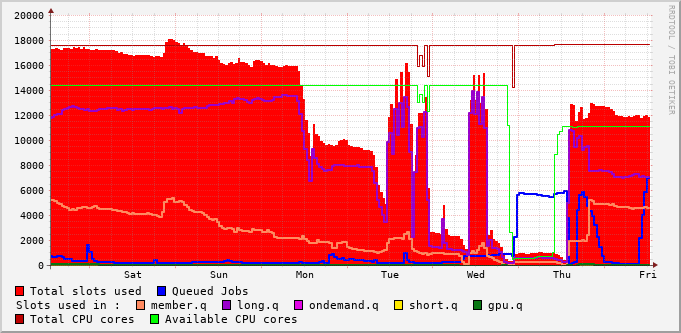 20000
18000
16000
14000
12000
10000
8000
6000
4000
2000
0
Sat Sun Mon Tue Wed Thu Fri
RRDTOOL / TOBI OETIKER
Total slots used Queued Jobs
Slots used in : member.q long.q ondemand.q short.q gpu.q
Total CPU cores Available CPU cores